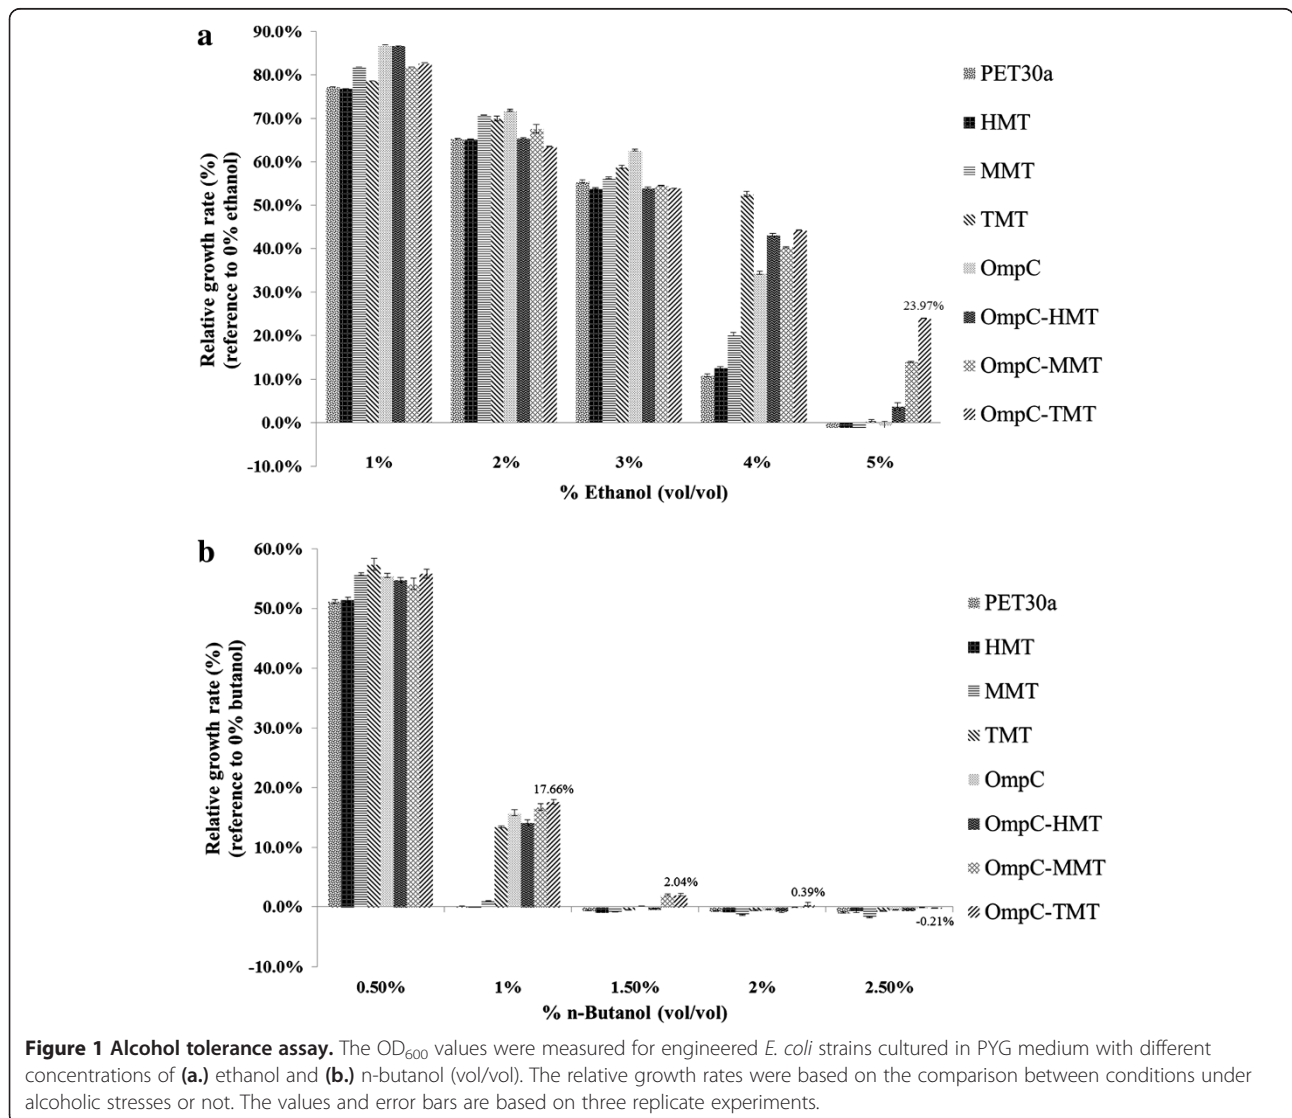 a
90.0%
80.0%
70.0%
60.0%
50.0%
40.0%
30.0%
20.0%
10.0%
0.0%
-10.0%
Relative growth rate (%)
(reference to 0% ethanol)
23.97%
1% 2% 3% 4% 5%
% Ethanol (vol/vol)
PET30a
HMT
MMT
TMT
OmpC
OmpC-HMT
OmpC-MMT
OmpC-TMT
b
60.0%
50.0%
40.0%
30.0%
20.0%
10.0%
0.0%
-10.0%
Relative growth rate (%)
(reference to 0% butanol)
17.66%
2.04%
0.39%
-0.21%
0.50% 1% 1.50% 2% 2.50%
% n-Butanol (vol/vol)
PET30a
HMT
MMT
TMT
OmpC
OmpC-HMT
OmpC-MMT
OmpC-TMT
Figure 1 Alcohol tolerance assay. The OD600 values were measured for engineered E. coli strains cultured in PYG medium with different
concentrations of (a.) ethanol and (b.) n-butanol (vol/vol). The relative growth rates were based on the comparison between conditions under
alcoholic stresses or not. The values and error bars are based on three replicate experiments.